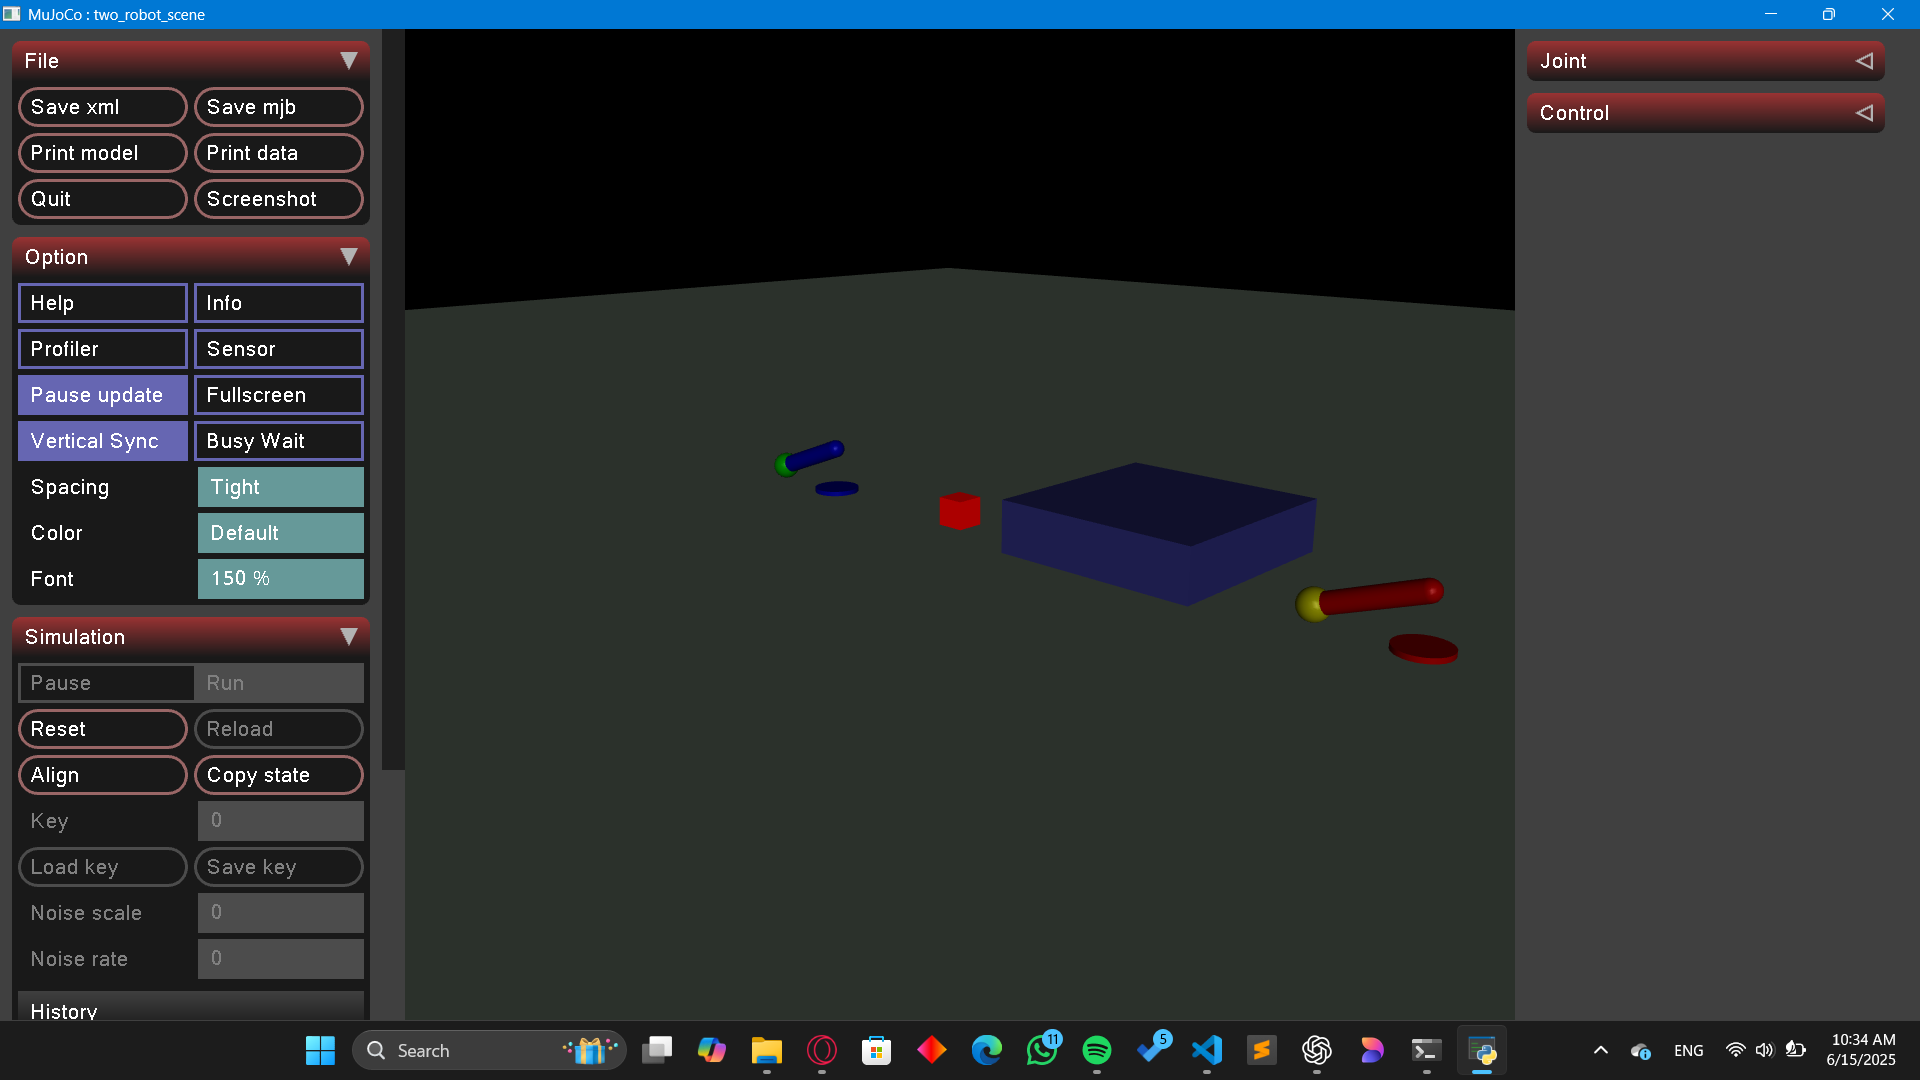 MuJoCo : two_robot_scene
File
Save xml
Save mjb
Print model
Print data
Quit
Screenshot
Option
Help
Info
Profiler
Sensor
Pause update
Fullscreen
Vertical Sync
Busy Wait
Spacing
Tight
Color
Default
Font
150 %
Simulation
Pause
Run
Reset
Reload
Align
Copy state
Key
0
Load key
Save key
Noise scale
0
Noise rate
0
History
Joint
Control
Search
11
5
ENG
10:34 AM
6/15/2025